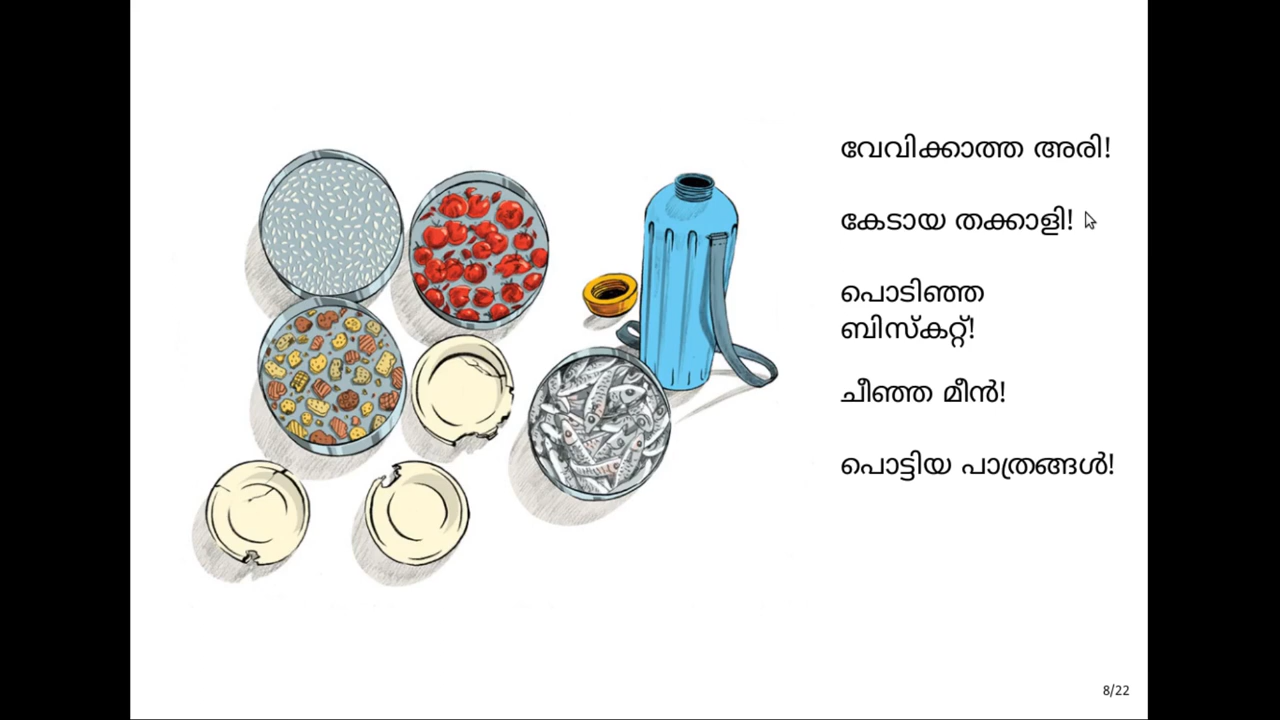 വേവിക്കാത്ത അരി!
കേടായ തക്കാളി!
പൊടിഞ്ഞ
ബിസ്കറ്റ്!
ചീഞ്ഞ മീൻ!
പൊട്ടിയ പാത്രങ്ങൾ!
8/22